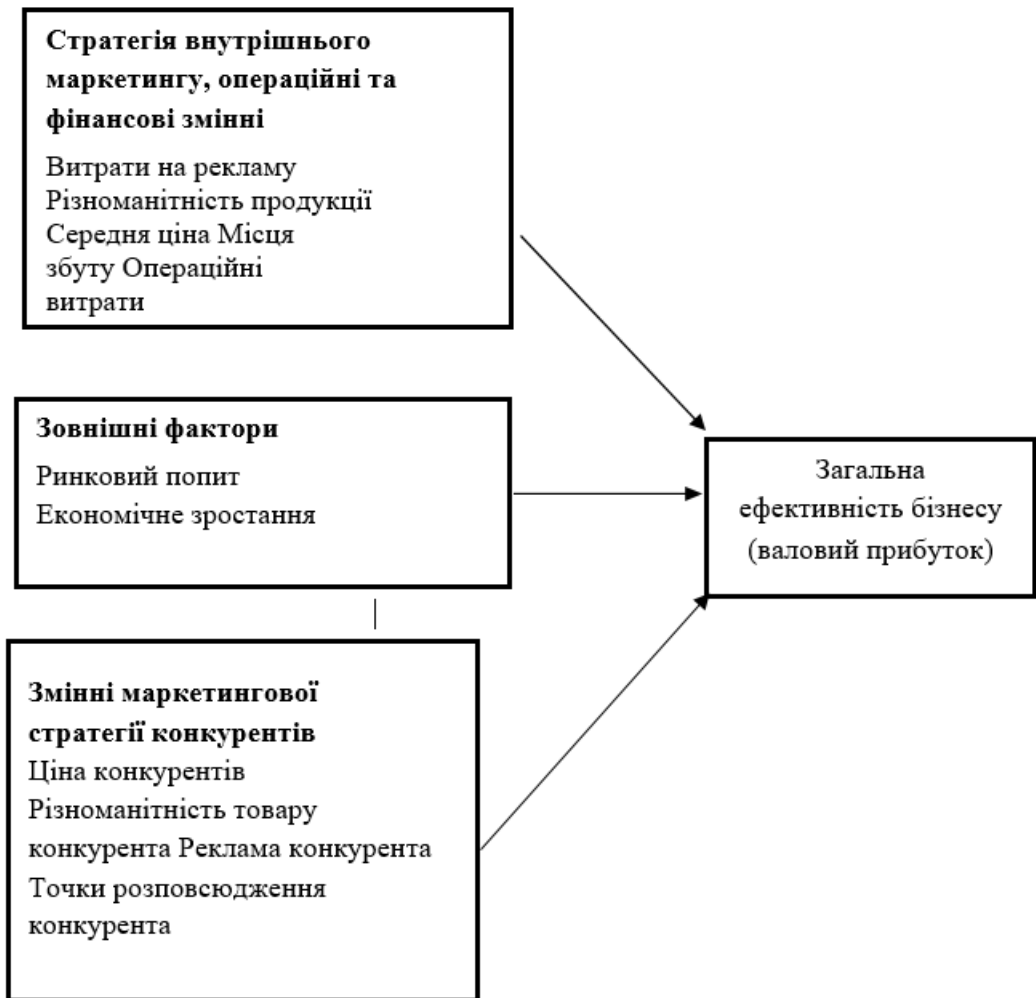 Стратегія внутрішнього
маркетингу, операційні та
фінансові змінні
Витрати на рекламу
Різноманітність продукції
Середня ціна Місця
збуту Операційні
витрати
Зовнішні фактори
Ринковий попит
Економічне зростання
Загальна
ефективність бізнесу
(валовий прибуток)
Змінні маркетингової
стратегії конкурентів
Ціна конкурентів
Різноманітність товару
конкурента Реклама конкурента
Точки розповсюдження
конкурента